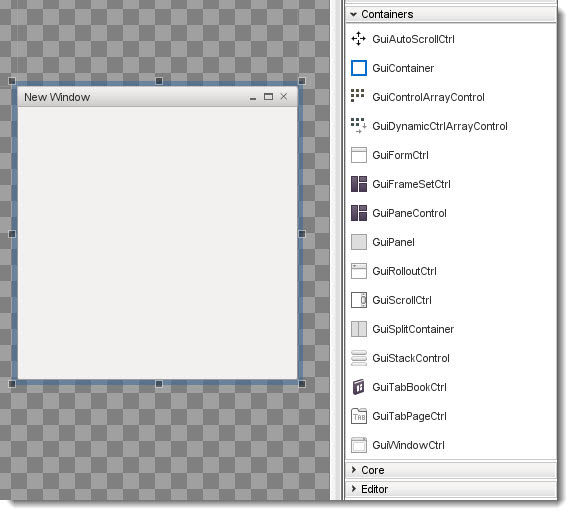 New Window
Containers
GuiAutoScrollCtrl
GuiContainer
GuiControlArrayControl
GuiDynamicCtrlArrayControl
GuiFormCtrl
GuiFrameSetCtrl
GuiPaneControl
GuiPanel
GuiRolloutCtrl
GuiScrollCtrl
GuiSplitContainer
GuiStackControl
GuiTabBookCtrl
TAB
GuiTabPageCtrl
GuiWindowCtrl
Core
Editor